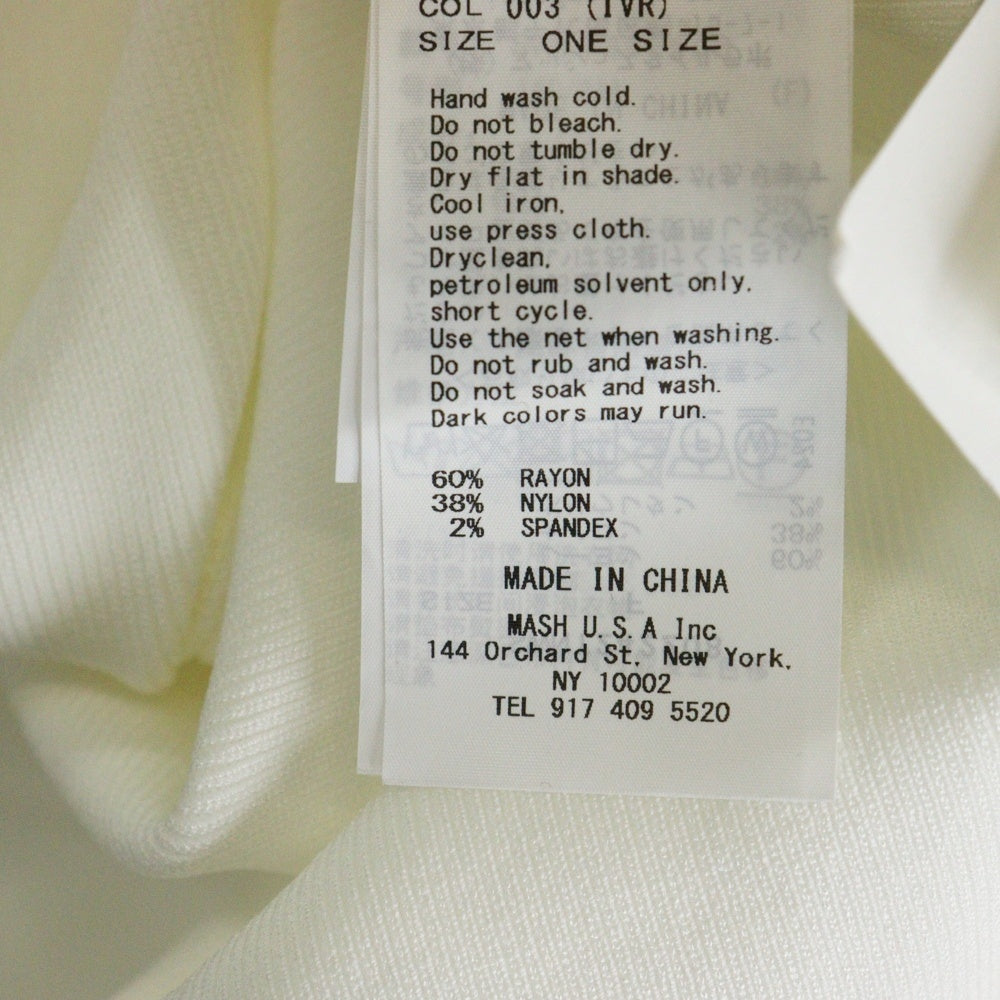 COL 003 (IVR)
SIZE ONE SIZE
Hand wash cold.
Do not bleach.
Do not tumble dry.
Dry flat in shade.
Cool iron,
use press cloth.
Dryclean,
petroleum solvent only,
short cycle.
Use the net when washing.
Do not rub and wash.
Do not soak and wash.
Dark colors may run.
60% RAYON
38% NYLON
2% SPANDEX
MADE IN CHINA
MASH U.S.A Inc
144 Orchard St, New York,
NY 10002
TEL 917 409 5520